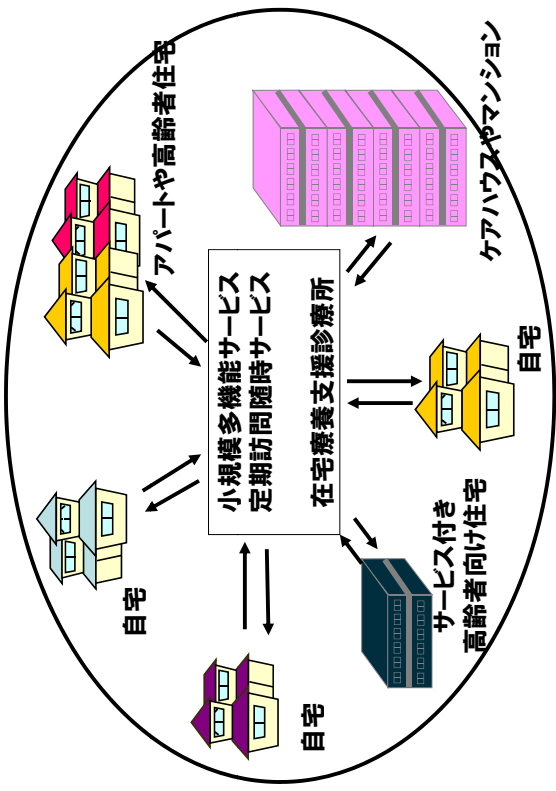 自宅
自宅
アパートや高齢者住宅
小規模多機能サービス
定期訪問随時サービス
在宅療養支援診療所
サービス付き
高齢者向け住宅
自宅
ケアハウスやマンション